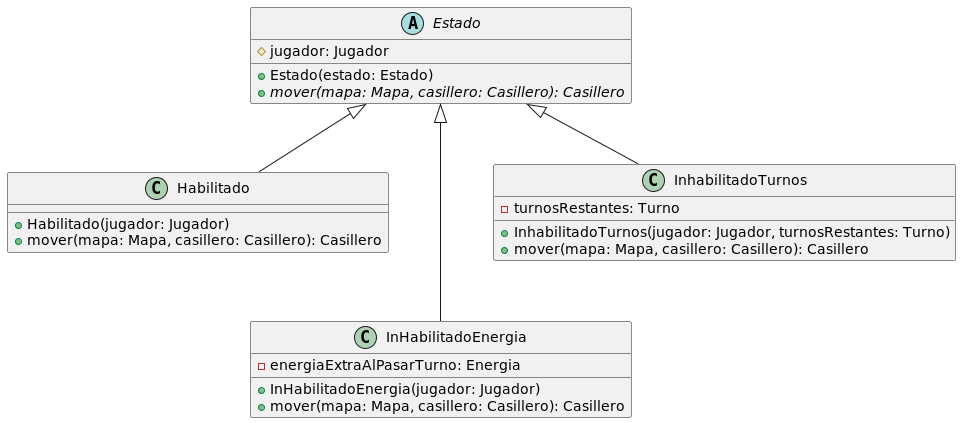 A Estado
jugador: Jugador
Estado(estado: Estado)
mover(mapa: Mapa, casillero: Casillero): Casillero
C Habilitado
Habilitado(jugador: Jugador)
mover(mapa: Mapa, casillero: Casillero): Casillero
C InhabilitadoTurnos
turnosRestantes: Turno
InhabilitadoTurnos(jugador: Jugador, turnosRestantes: Turno)
mover(mapa: Mapa, casillero: Casillero): Casillero
C InHabilitadoEnergia
energiaExtraAlPasarTurno: Energia
InHabilitadoEnergia(jugador: Jugador)
mover(mapa: Mapa, casillero: Casillero): Casillero